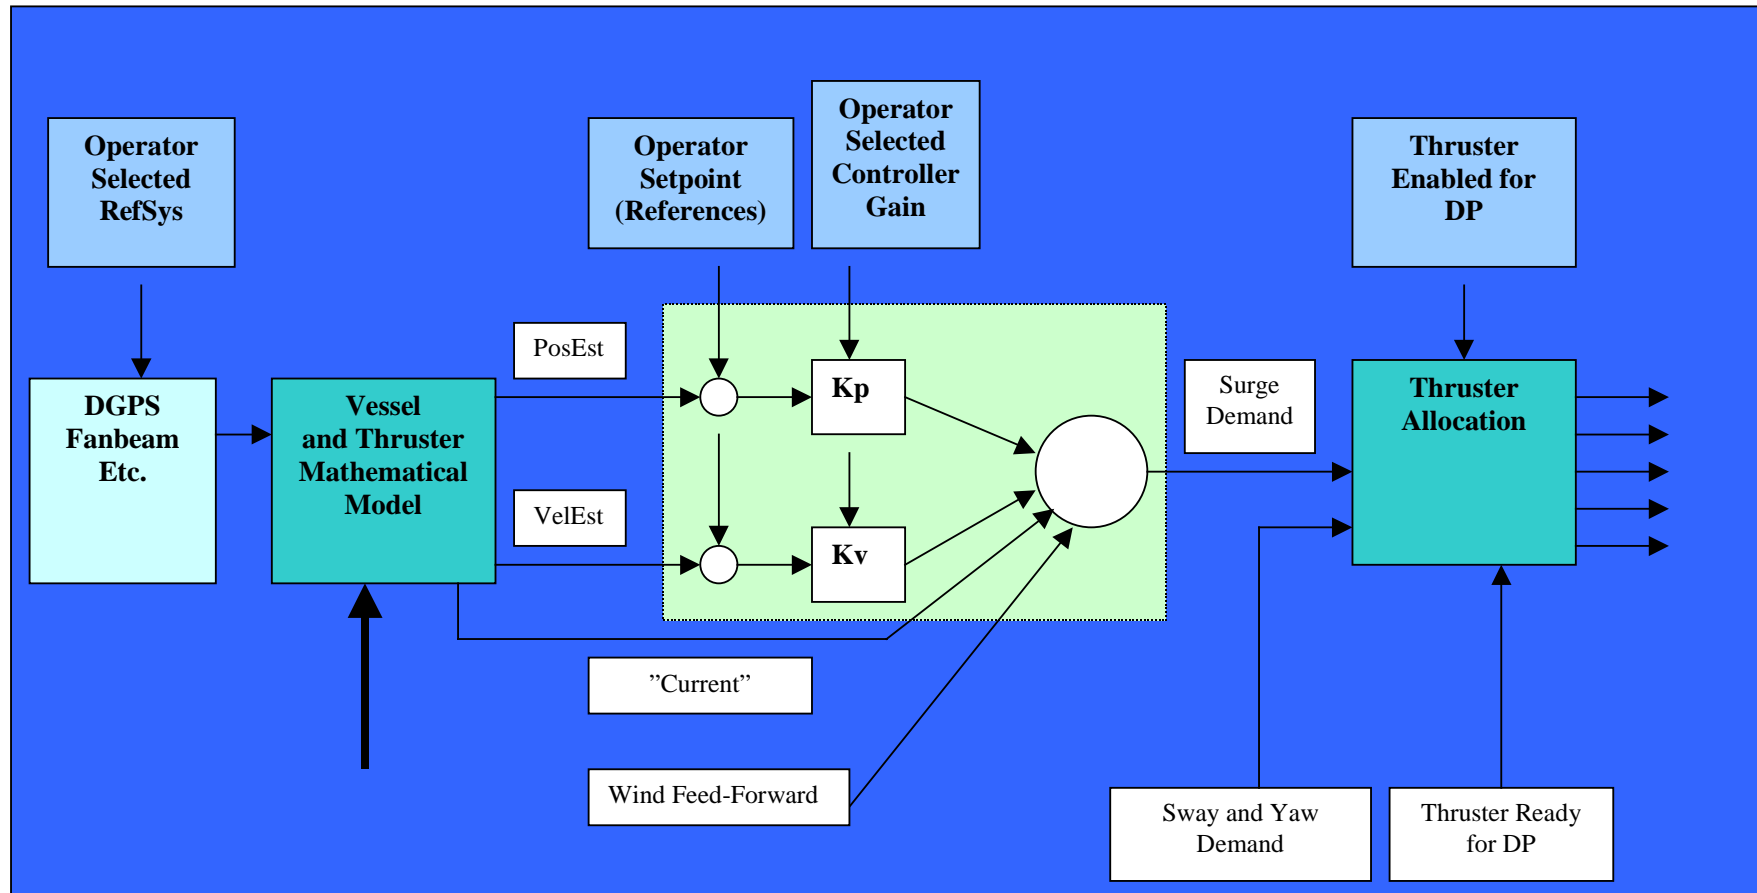 Operator
Selected
RefSys
Operator
Setpoint
(References)
Operator
Selected
Controller
Gain
Thruster
Enabled for
DP
DGPS
Fanbeam
Etc.
Vessel
and Thruster
Mathematical
Model
PosEst
VelEst
Kp
Kv
Surge
Demand
Thruster
Allocation
”Current”
Wind Feed-Forward
Sway and Yaw
Demand
Thruster Ready
for DP